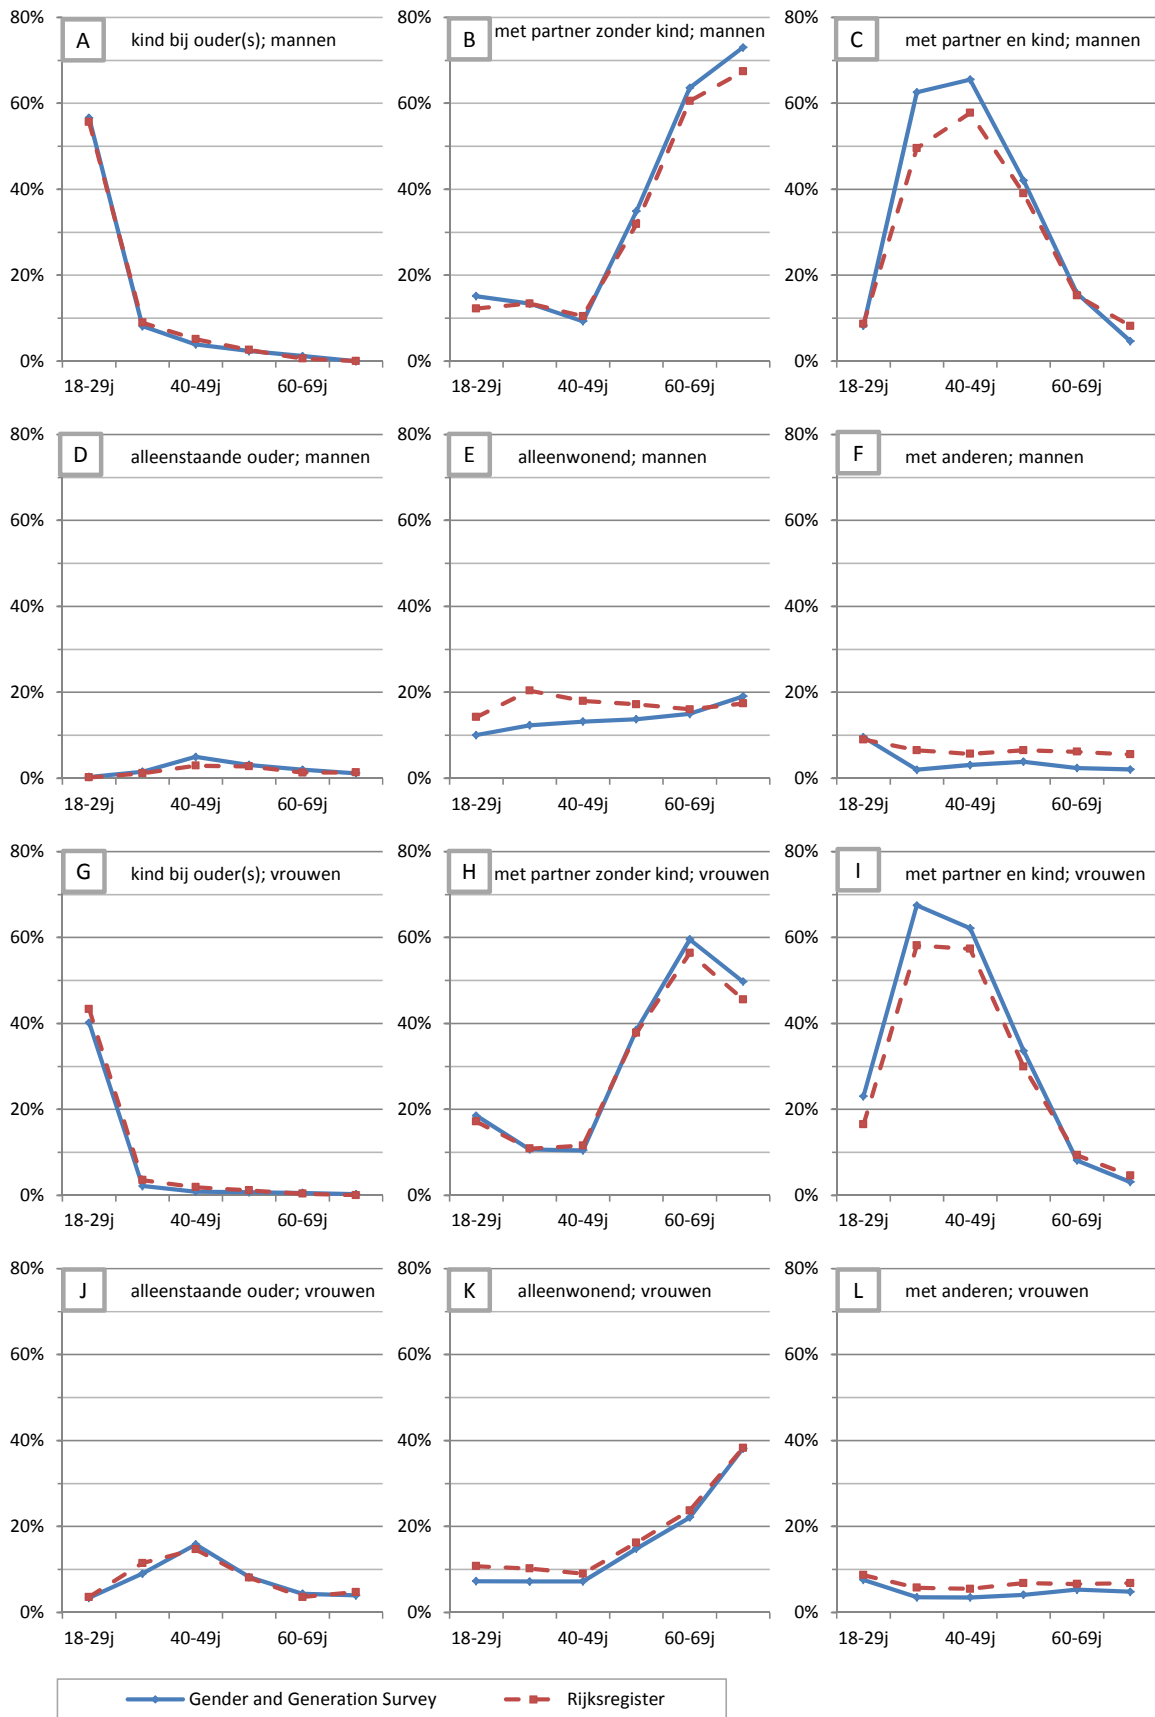 A kind bij ouder(s); mannen
80%
60%
40%
20%
0%
18-29j 40-49j 60-69j
B met partner zonder kind; mannen
80%
60%
40%
20%
0%
18-29j 40-49j 60-69j
C met partner en kind; mannen
80%
60%
40%
20%
0%
18-29j 40-49j 60-69j
D alleenstaande ouder; mannen
80%
60%
40%
20%
0%
18-29j 40-49j 60-69j
E alleenwonend; mannen
80%
60%
40%
20%
0%
18-29j 40-49j 60-69j
F met anderen; mannen
80%
60%
40%
20%
0%
18-29j 40-49j 60-69j
G kind bij ouder(s); vrouwen
80%
60%
40%
20%
0%
18-29j 40-49j 60-69j
H met partner zonder kind; vrouwen
80%
60%
40%
20%
0%
18-29j 40-49j 60-69j
I met partner en kind; vrouwen
80%
60%
40%
20%
0%
18-29j 40-49j 60-69j
J alleenstaande ouder; vrouwen
80%
60%
40%
20%
0%
18-29j 40-49j 60-69j
K alleenwonend; vrouwen
80%
60%
40%
20%
0%
18-29j 40-49j 60-69j
L met anderen; vrouwen
80%
60%
40%
20%
0%
18-29j 40-49j 60-69j
Gender and Generation Survey Rijksregister